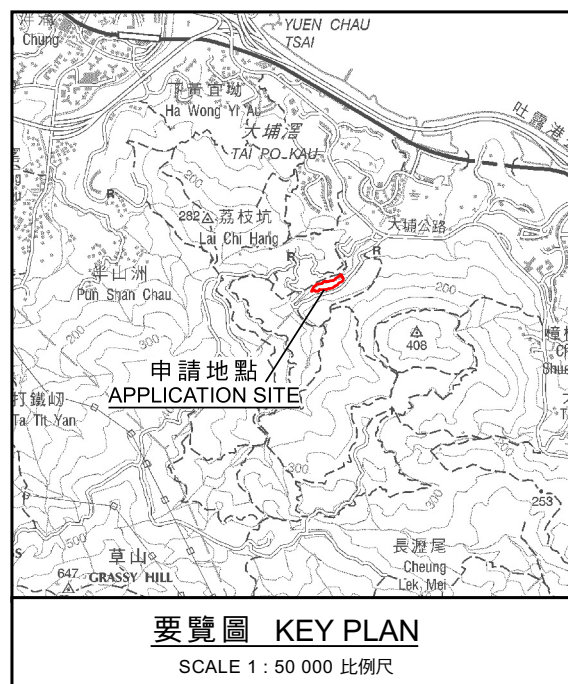 YUEN CHAU
TSAI
Chung
下黃宜坳
Ha Wong Yi Au
大埔滘
TAI PO KAU
吐露港
R
200
282 荔枝坑
Lai Chi Hang
大埔公路
R
R
半山洲
Pun Shan Chau
200
200
300
408
申請地點
APPLICATION SITE
打鐵屻
Ta Tit Yan
300
300
300
253
500
草山
647
GRASSY HILL
長瀝尾
Cheung
Lek Mei
要覽圖 KEY PLAN
SCALE 1 : 50 000 比例尺